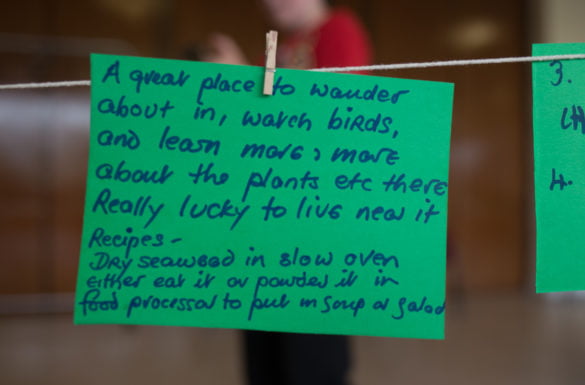 A great place to wander
about in, watch biRds,
and learn more & more
about the plants etc there
Really lucky to live near it
Recipes -
DRy seaweed in slow oven
either eat it or powder it in
food processor to put in soup or salad
3.
4.